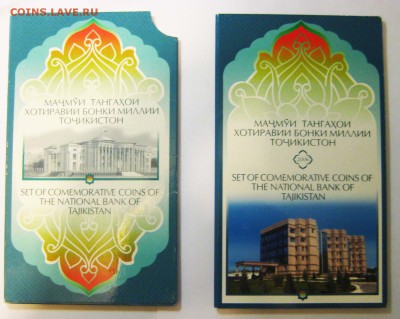 COINS.LAVE.RU
МАҶМӮИ ТАНГАҲОИ
ХОТИРАВИИ БОНКИ МИЛЛИИ
ТОҶИКИСТОН
SET OF COMEMORATIVE COINS OF
THE NATIONAL BANK OF
TAJIKISTAN
МАҶМӮИ ТАНГАҲОИ
ХОТИРАВИИ БОНКИ МИЛЛИИ
ТОҶИКИСТОН
2006
SET OF COMEMORATIVE COINS OF
THE NATIONAL BANK OF
TAJIKISTAN